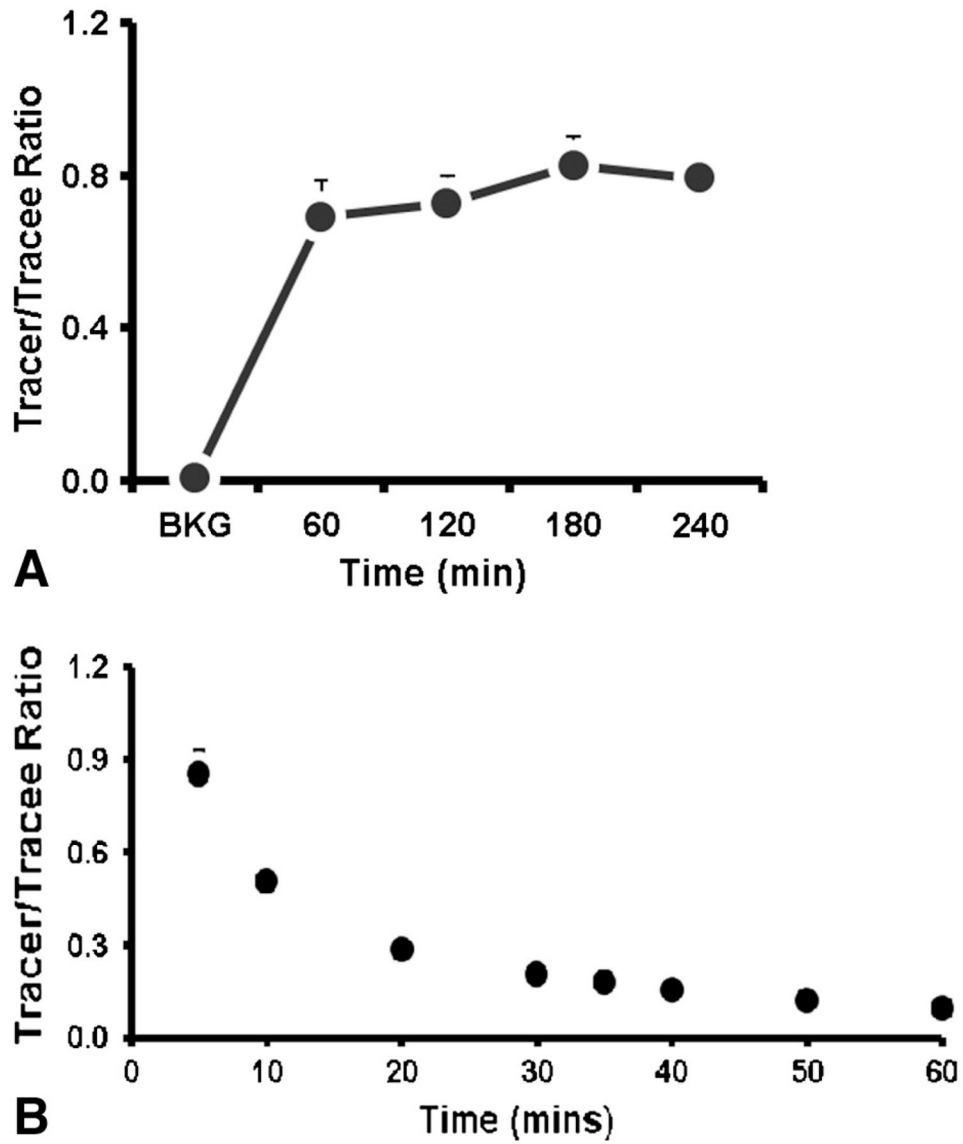 1.2
0.8
0.4
0.0
Tracer/Tracee Ratio
BKG 60 120 180 240
Time (min)
A
1.2
0.9
0.6
0.3
0.0
Tracer/Tracee Ratio
0 10 20 30 40 50 60
Time (mins)
B